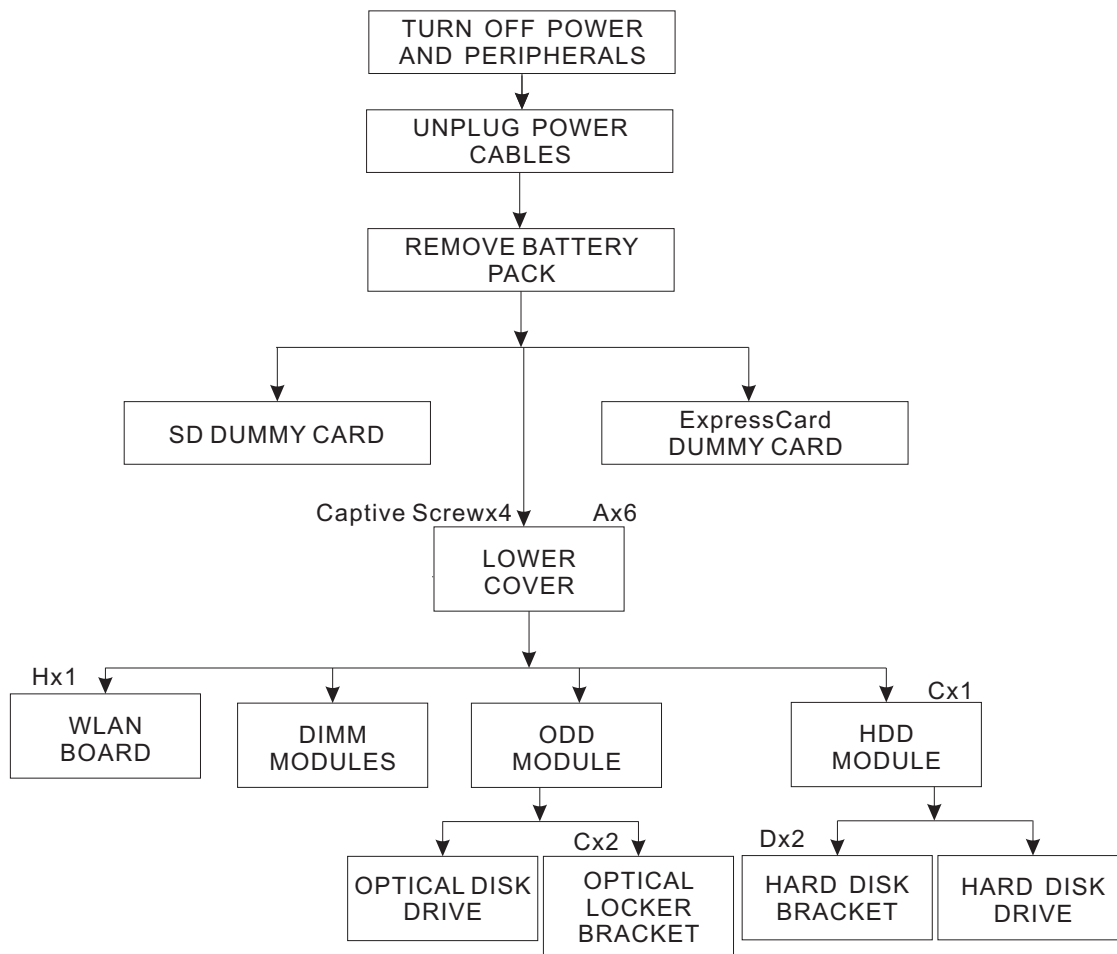 TURN OFF POWER
AND PERIPHERALS
UNPLUG POWER
CABLES
REMOVE BATTERY
PACK
SD DUMMY CARD
ExpressCard
DUMMY CARD
Captive Screwx4
Ax6
LOWER
COVER
Hx1
WLAN
BOARD
DIMM
MODULES
ODD
MODULE
Cx1
HDD
MODULE
OPTICAL DISK
DRIVE
Cx2
OPTICAL
LOCKER
BRACKET
Dx2
HARD DISK
BRACKET
HARD DISK
DRIVE